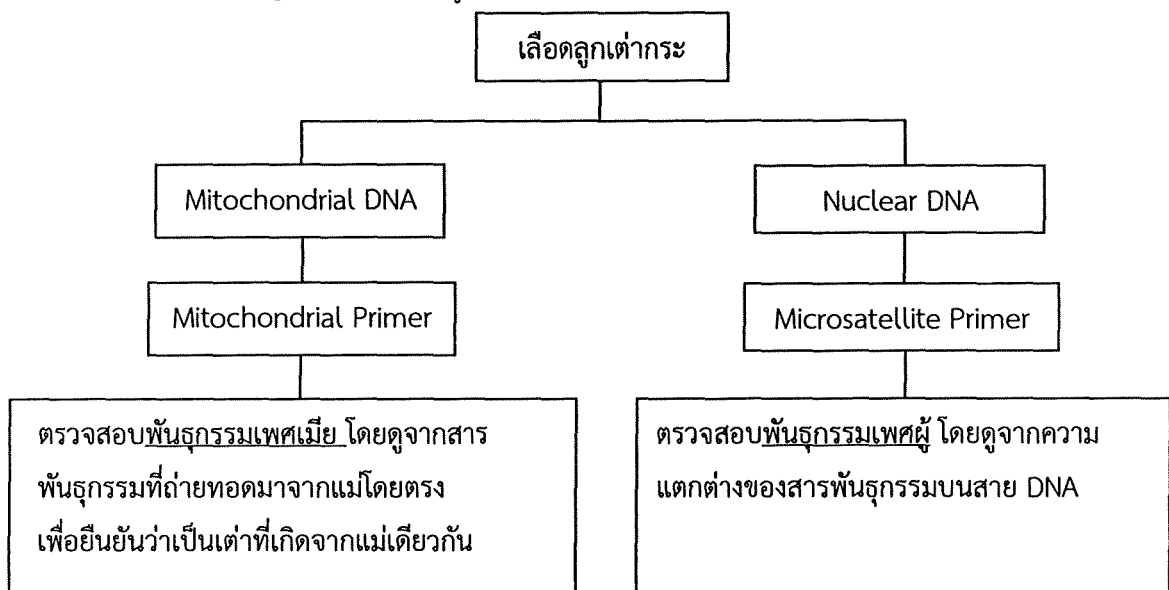 เลือดลูกเต่ากระ
Mitochondrial DNA
Nuclear DNA
Mitochondrial Primer
Microsatellite Primer
ตรวจสอบพันธุกรรมเพศเมีย โดยดูจากสาร
พันธุกรรมที่ถ่ายทอดมาจากแม่โดยตรง
เพื่อยืนยันว่าเป็นเต่าที่เกิดจากแม่เดียวกัน
ตรวจสอบพันธุกรรมเพศผู้ โดยดูจากความ
แตกต่างของสารพันธุกรรมบนสาย DNA